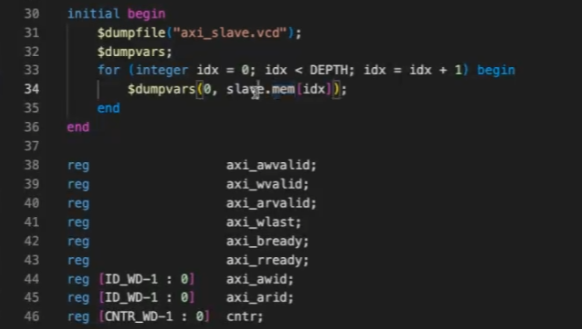 30 initial begin
31 $dumpfile("axi_slave.vcd");
32 $dumpvars;
33 for (integer idx = 0; idx < DEPTH; idx = idx + 1) begin
34 $dumpvars(0, slave.mem[idx]);
35 end
36 end
37
38 reg axi_awvalid;
39 reg axi_wvalid;
40 reg axi_arvalid;
41 reg axi_wlast;
42 reg axi_bready;
43 reg axi_rready;
44 reg [ID_WD-1 : 0] axi_awid;
45 reg [ID_WD-1 : 0] axi_arid;
46 reg [CNTR_WD-1 : 0] cntr;